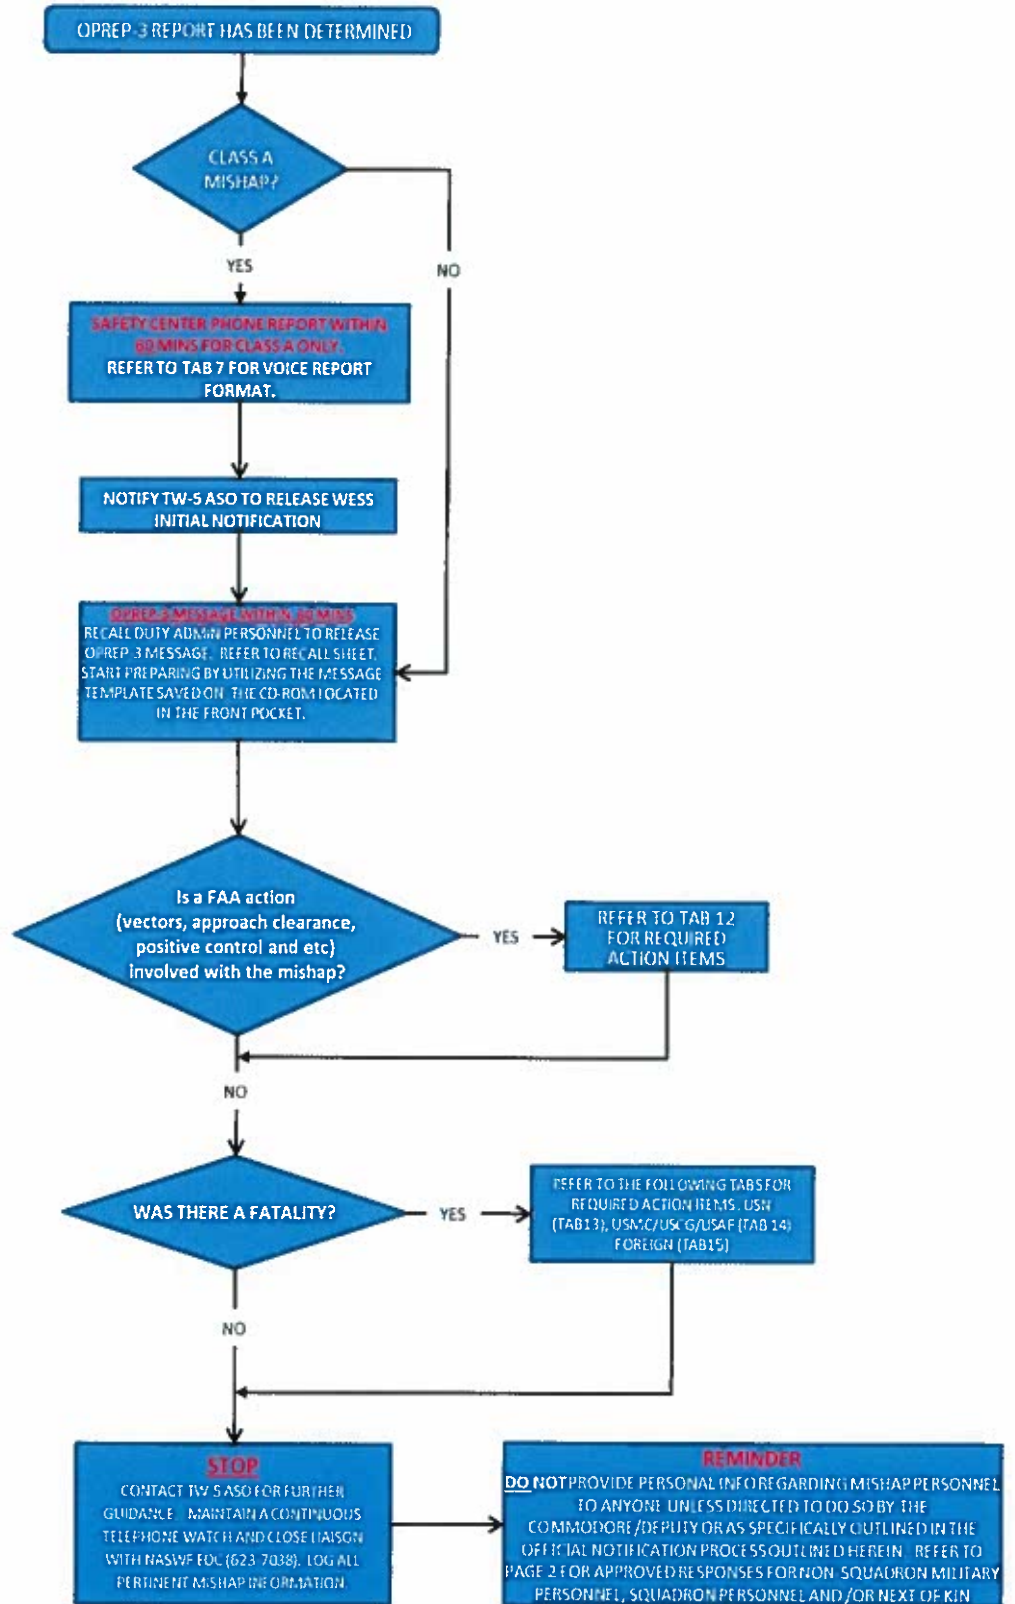 OPREP-3 REPORT HAS BEEN DETERMINED
CLASS A
MISHAP?
YES
NO
SAFETY CENTER PHONE REPORT WITHIN
60 MINS FOR CLASS A ONLY.
REFER TO TAB 7 FOR VOICE REPORT
FORMAT.
NOTIFY TW-5 ASO TO RELEASE WESS
INITIAL NOTIFICATION
OPREP-3 MESSAGE WITHIN 60 MINS
RECALL DUTY ADMIN PERSONNEL TO RELEASE
OPREP-3 MESSAGE. REFER TO RECALL SHEET.
START PREPARING BY UTILIZING THE MESSAGE
TEMPLATE SAVED ON THE CD-ROM LOCATED
IN THE FRONT POCKET.
Is a FAA action
(vectors, approach clearance,
positive control and etc)
involved with the mishap?
YES
REFER TO TAB 12
FOR REQUIRED
ACTION ITEMS
NO
WAS THERE A FATALITY?
YES
REFER TO THE FOLLOWING TABS FOR
REQUIRED ACTION ITEMS. USN
(TAB13), USMC/USCG/USAF (TAB 14)
FOREIGN (TAB15)
NO
STOP
CONTACT TW-5 ASO FOR FURTHER
GUIDANCE. MAINTAIN A CONTINUOUS
TELEPHONE WATCH AND CLOSE LIAISON
WITH NASWF EOC (623-7038). LOG ALL
PERTINENT MISHAP INFORMATION.
REMINDER
DO NOT PROVIDE PERSONAL INFO REGARDING MISHAP PERSONNEL
TO ANYONE UNLESS DIRECTED TO DO SO BY THE
COMMODORE/DEPUTY OR AS SPECIFICALLY OUTLINED IN THE
OFFICIAL NOTIFICATION PROCESS OUTLINED HEREIN. REFER TO
PAGE 2 FOR APPROVED RESPONSES FOR NON-SQUADRON MILITARY
PERSONNEL, SQUADRON PERSONNEL AND/OR NEXT OF KIN